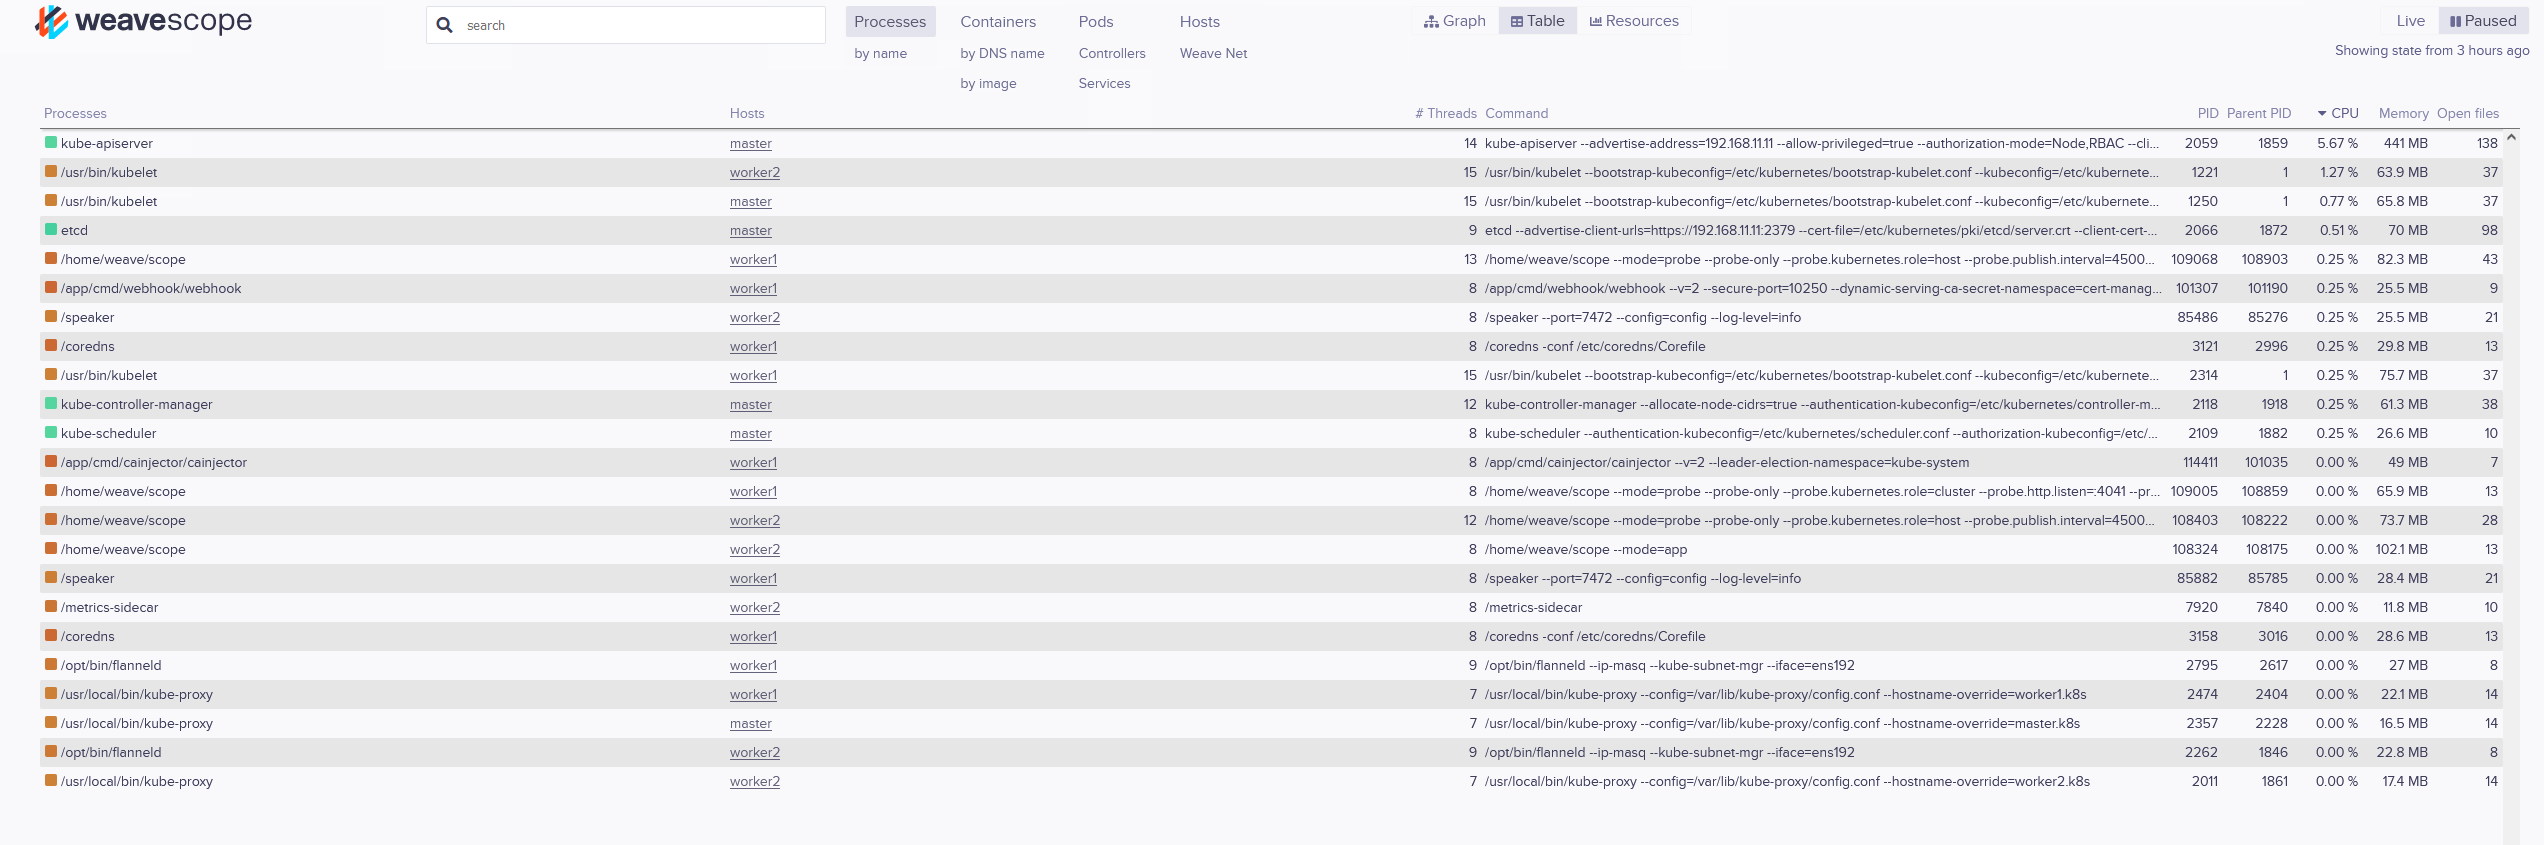 weavescope
search
Processes Containers Pods Hosts
Graph Table Resources
Live Paused
by name by DNS name Controllers Weave Net
Showing state from 3 hours ago
by image Services
Processes Hosts # Threads Command PID Parent PID CPU Memory Open files
kube-apiserver master 14 kube-apiserver --advertise-address=192.168.11.11 --allow-privileged=true --authorization-mode=Node,RBAC --cli... 2059 1859 5.67 % 441 MB 138
/usr/bin/kubelet worker2 15 /usr/bin/kubelet --bootstrap-kubeconfig=/etc/kubernetes/bootstrap-kubelet.conf --kubeconfig=/etc/kubernete... 1221 1 1.27 % 63.9 MB 37
/usr/bin/kubelet master 15 /usr/bin/kubelet --bootstrap-kubeconfig=/etc/kubernetes/bootstrap-kubelet.conf --kubeconfig=/etc/kubernete... 1250 1 0.77 % 65.8 MB 37
etcd master 9 etcd --advertise-client-urls=https://192.168.11.11:2379 --cert-file=/etc/kubernetes/pki/etcd/server.crt --client-cert-... 2066 1872 0.51 % 70 MB 98
/home/weave/scope worker1 13 /home/weave/scope --mode=probe --probe-only --probe.kubernetes.role=host --probe.publish.interval=4500... 109068 108903 0.25 % 82.3 MB 43
/app/cmd/webhook/webhook worker1 8 /app/cmd/webhook/webhook --v=2 --secure-port=10250 --dynamic-serving-ca-secret-namespace=cert-manag... 101307 101190 0.25 % 25.5 MB 9
/speaker worker2 8 /speaker --port=7472 --config=config --log-level=info 85486 85276 0.25 % 25.5 MB 21
/coredns worker1 8 /coredns -conf /etc/coredns/Corefile 3121 2996 0.25 % 29.8 MB 13
/usr/bin/kubelet worker1 15 /usr/bin/kubelet --bootstrap-kubeconfig=/etc/kubernetes/bootstrap-kubelet.conf --kubeconfig=/etc/kubernete... 2314 1 0.25 % 75.7 MB 37
kube-controller-manager master 12 kube-controller-manager --allocate-node-cidrs=true --authentication-kubeconfig=/etc/kubernetes/controller-m... 2118 1918 0.25 % 61.3 MB 38
kube-scheduler master 8 kube-scheduler --authentication-kubeconfig=/etc/kubernetes/scheduler.conf --authorization-kubeconfig=/etc/... 2109 1882 0.25 % 26.6 MB 10
/app/cmd/cainjector/cainjector worker1 8 /app/cmd/cainjector/cainjector --v=2 --leader-election-namespace=kube-system 114411 101035 0.00 % 49 MB 7
/home/weave/scope worker1 8 /home/weave/scope --mode=probe --probe-only --probe.kubernetes.role=cluster --probe.http.listen=:4041 --pr... 109005 108859 0.00 % 65.9 MB 13
/home/weave/scope worker2 12 /home/weave/scope --mode=probe --probe-only --probe.kubernetes.role=host --probe.publish.interval=4500... 108403 108222 0.00 % 73.7 MB 28
/home/weave/scope worker2 8 /home/weave/scope --mode=app 108324 108175 0.00 % 102.1 MB 13
/speaker worker1 8 /speaker --port=7472 --config=config --log-level=info 85882 85785 0.00 % 28.4 MB 21
/metrics-sidecar worker2 8 /metrics-sidecar 7920 7840 0.00 % 11.8 MB 10
/coredns worker1 8 /coredns -conf /etc/coredns/Corefile 3158 3016 0.00 % 28.6 MB 13
/opt/bin/flanneld worker1 9 /opt/bin/flanneld --ip-masq --kube-subnet-mgr --iface=ens192 2795 2617 0.00 % 27 MB 8
/usr/local/bin/kube-proxy worker1 7 /usr/local/bin/kube-proxy --config=/var/lib/kube-proxy/config.conf --hostname-override=worker1.k8s 2474 2404 0.00 % 22.1 MB 14
/usr/local/bin/kube-proxy master 7 /usr/local/bin/kube-proxy --config=/var/lib/kube-proxy/config.conf --hostname-override=master.k8s 2357 2228 0.00 % 16.5 MB 14
/opt/bin/flanneld worker2 9 /opt/bin/flanneld --ip-masq --kube-subnet-mgr --iface=ens192 2262 1846 0.00 % 22.8 MB 8
/usr/local/bin/kube-proxy worker2 7 /usr/local/bin/kube-proxy --config=/var/lib/kube-proxy/config.conf --hostname-override=worker2.k8s 2011 1861 0.00 % 17.4 MB 14